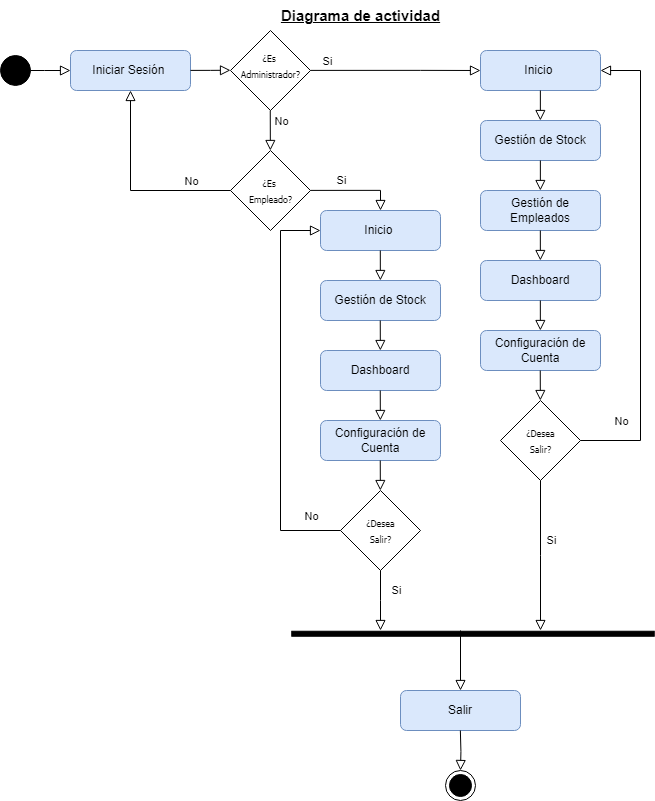 Diagrama de actividad
Iniciar Sesión
¿Es
Administrador?
Si
Inicio
No
Gestión de Stock
¿Es
Empleado?
No
Si
Gestión de
Empleados
Inicio
Dashboard
Gestión de Stock
Configuración de
Cuenta
Dashboard
¿Desea
Salir?
No
Configuración de
Cuenta
¿Desea
Salir?
No
Si
Si
Salir